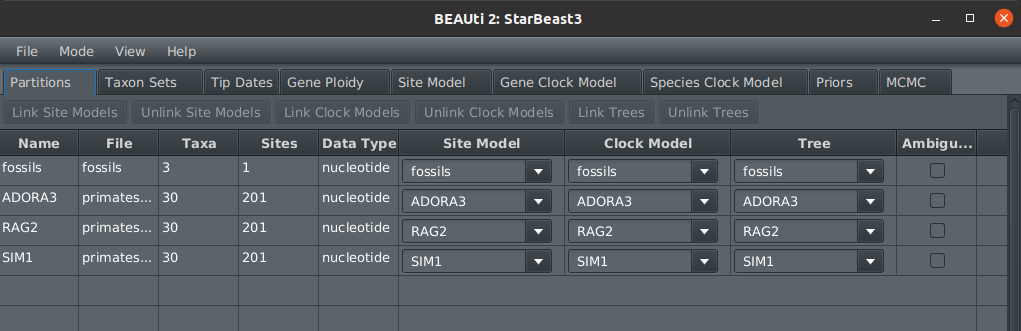 BEAUti 2: StarBeast3
File Mode View Help
Partitions Taxon Sets Tip Dates Gene Ploidy Site Model Gene Clock Model Species Clock Model Priors MCMC
Link Site Models Unlink Site Models Link Clock Models Unlink Clock Models Link Trees Unlink Trees
Name File Taxa Sites Data Type Site Model Clock Model Tree Ambigu...
fossils fossils 3 1 nucleotide fossils fossils fossils
ADORA3 primates... 30 201 nucleotide ADORA3 ADORA3 ADORA3
RAG2 primates... 30 201 nucleotide RAG2 RAG2 RAG2
SIM1 primates... 30 201 nucleotide SIM1 SIM1 SIM1